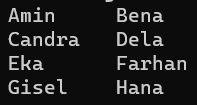 Amin Bena
Candra Dela
Eka Farhan
Gisel Hana